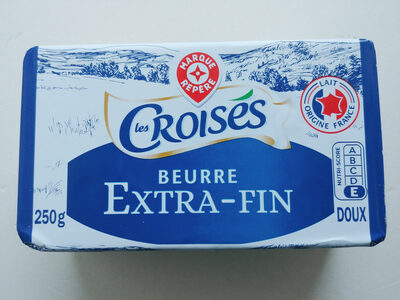 MARQUE
REPÈRE
les CROISÉS
LAIT
ORIGINE FRANCE
BEURRE
EXTRA-FIN
250g
NUTRI-SCORE
A
B
C
D
E
DOUX